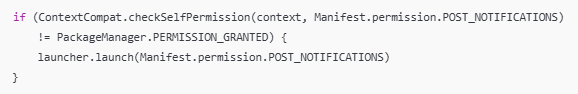 if (ContextCompat.checkSelfPermission(context, Manifest.permission.POST_NOTIFICATIONS)
    != PackageManager.PERMISSION_GRANTED) {
    launcher.launch(Manifest.permission.POST_NOTIFICATIONS)
}